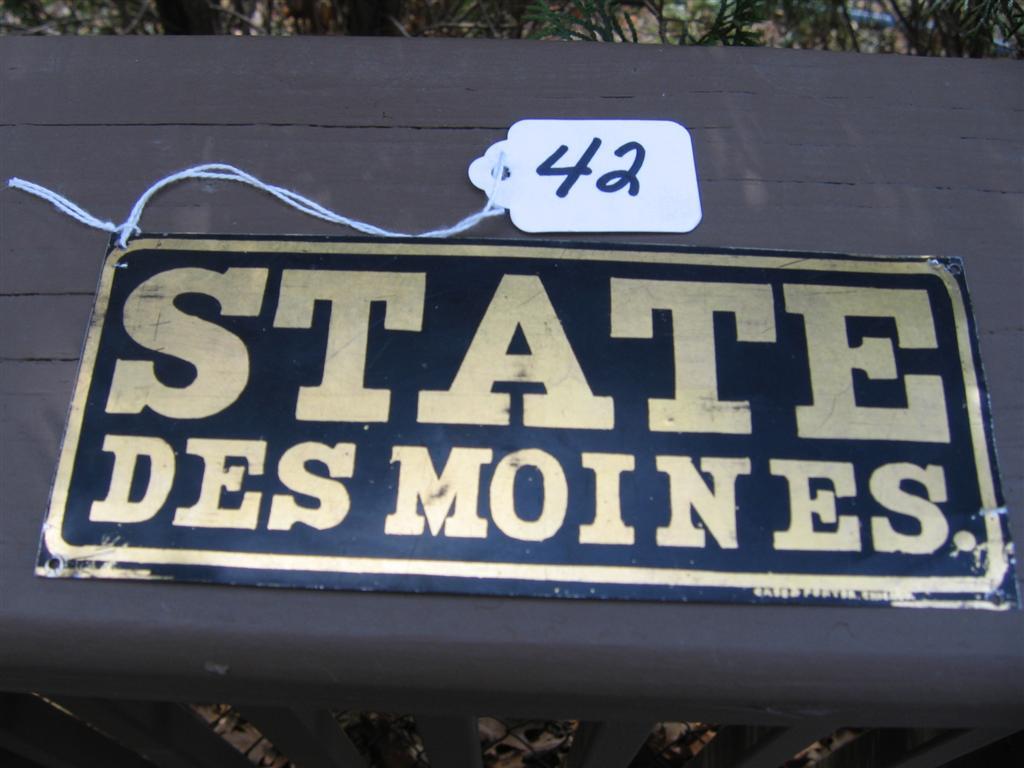 42
STATE
DES MOINES.